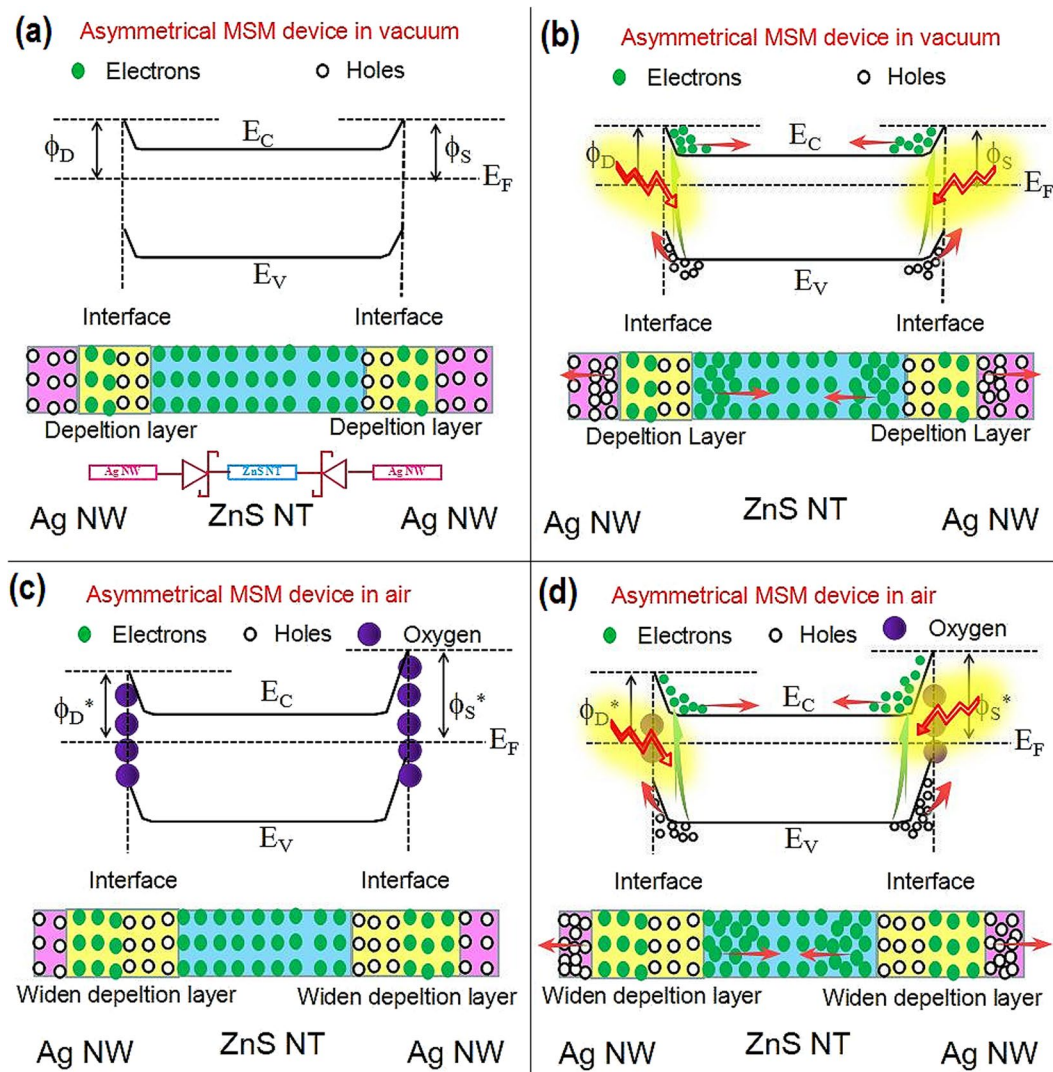 (a)
Asymmetrical MSM device in vacuum
Electrons Holes
ϕD EC ϕS
EF
EV
Interface Interface
Depeltion layer Depeltion layer
Ag NW ZnS NT Ag NW
Ag NW ZnS NT Ag NW
(b)
Asymmetrical MSM device in vacuum
Electrons Holes
ϕD EC ϕS
EF
EV
Interface Interface
Depeltion Layer Depeltion Layer
Ag NW ZnS NT Ag NW
(c)
Asymmetrical MSM device in air
Electrons Holes Oxygen
ϕD* EC ϕS*
EF
EV
Interface Interface
Widen depeltion layer Widen depeltion layer
Ag NW ZnS NT Ag NW
(d)
Asymmetrical MSM device in air
Electrons Holes Oxygen
ϕD* EC ϕS*
EF
EV
Interface Interface
Widen depeltion layer Widen depeltion layer
Ag NW ZnS NT Ag NW